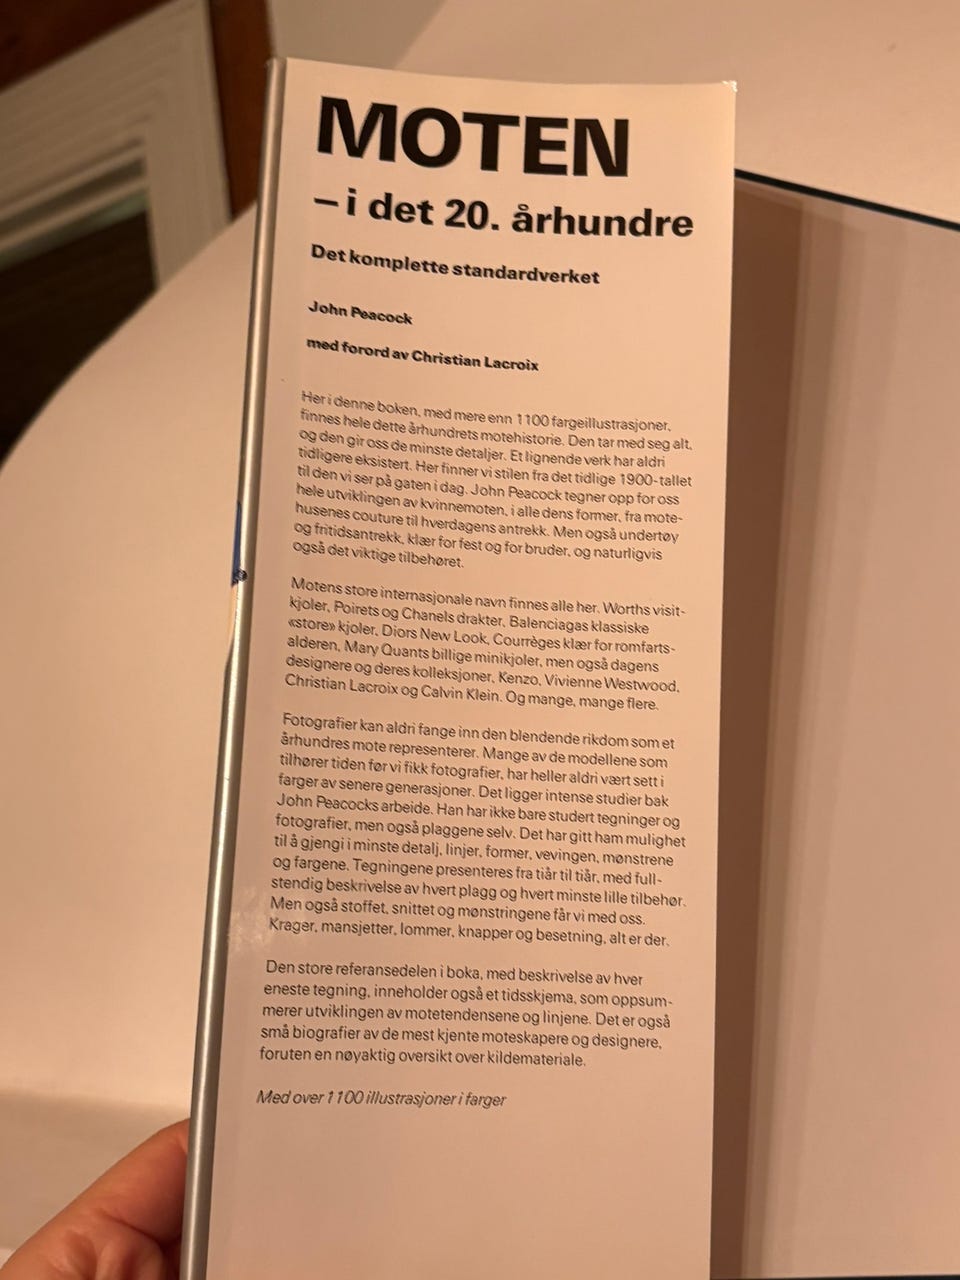 MOTEN
– i det 20. århundre
Det komplette standardverket
John Peacock
med forord av Christian Lacroix
Her i denne boken, med mere enn 1100 fargeillustrasjoner,
finnes hele dette århundrets motehistorie. Den tar med seg alt,
og den gir oss de minste detaljer. Et lignende verk har aldri
tidligere eksistert. Her finner vi stilen fra det tidlige 1900-tallet
til den vi ser på gaten i dag. John Peacock tegner opp for oss
hele utviklingen av kvinnemoten, i alle dens former, fra mote-
husenes couture til hverdagens antrekk. Men også undertøy
og fritidsantrekk, klær for fest og for bruder, og naturligvis
også det viktige tilbehøret.
Motens store internasjonale navn finnes alle her. Worths visit-
kjoler, Poirets og Chanels drakter, Balenciagas klassiske
«store» kjoler, Diors New Look, Courrèges klær for romfarts-
alderen, Mary Quants billige minikjoler, men også dagens
designere og deres kolleksjoner, Kenzo, Vivienne Westwood,
Christian Lacroix og Calvin Klein. Og mange, mange flere.
Fotografier kan aldri fange inn den blendende rikdom som et
århundres mote representerer. Mange av de modellene som
tilhører tiden før vi fikk fotografier, har heller aldri vært sett i
farger av senere generasjoner. Det ligger intense studier bak
John Peacocks arbeide. Han har ikke bare studert tegninger og
fotografier, men også plaggene selv. Det har gitt ham mulighet
til å gjengi i minste detalj, linjer, former, vevingen, mønstrene
og fargene. Tegningene presenteres fra tiår til tiår, med full-
stendig beskrivelse av hvert plagg og hvert minste lille tilbehør.
Men også stoffet, snittet og mønstringene får vi med oss.
Krager, mansjetter, lommer, knapper og besetning, alt er der.
Den store referansedelen i boka, med beskrivelse av hver
eneste tegning, inneholder også et tidsskjema, som oppsum-
merer utviklingen av motetendensene og linjene. Det er også
små biografier av de mest kjente moteskapere og designere,
foruten en nøyaktig oversikt over kildemateriale.
Med over 1100 illustrasjoner i farger